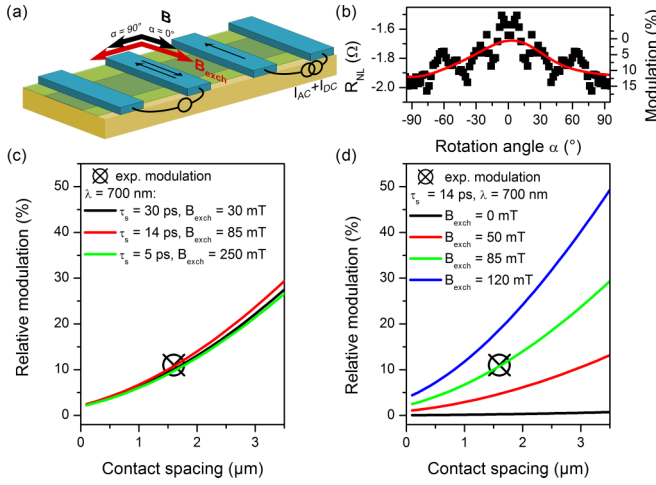 (a)
B
α = 90° α = 0°
B_exch
I_AC+I_DC
(b)
R_NL (Ω)
-1.6
-1.8
-2.0
-90 -60 -30 0 30 60 90
Rotation angle α (°)
0
5
10
15
Modulation (%)
(c)
Relative modulation (%)
50
40
30
20
10
0
exp. modulation
λ = 700 nm:
τ_s = 30 ps, B_exch = 30 mT
τ_s = 14 ps, B_exch = 85 mT
τ_s = 5 ps, B_exch = 250 mT
0 1 2 3
Contact spacing (µm)
(d)
Relative modulation (%)
50
40
30
20
10
0
exp. modulation
τ_s = 14 ps, λ = 700 nm
B_exch = 0 mT
B_exch = 50 mT
B_exch = 85 mT
B_exch = 120 mT
0 1 2 3
Contact spacing (µm)